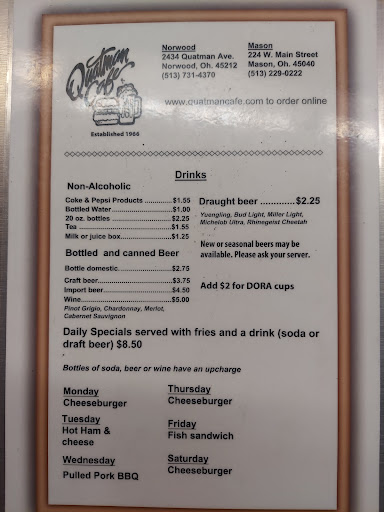 Quatman
Cafe
Established 1966
Norwood
2434 Quatman Ave.
Norwood, Oh. 45212
(513) 731-4370
Mason
224 W. Main Street
Mason, Oh. 45040
(513) 229-0222
www.quatmancafe.com to order online
Drinks
Non-Alcoholic
Coke & Pepsi Products .............$1.55
Bottled Water..........................$1.00
20 oz. bottles .........................$2.25
Tea .......................................$1.55
Milk or juice box......................$1.25
Bottled and canned Beer
Bottle domestic.......................$2.75
Craft beer...............................$3.75
Import beer.............................$4.50
Wine......................................$5.00
Pinot Grigio, Chardonnay, Merlot,
Cabernet Sauvignon
Draught beer .............$2.25
Yuengling, Bud Light, Miller Light,
Michelob Ultra, Rhinegeist Cheetah
New or seasonal beers may be
available. Please ask your server.
Add $2 for DORA cups
Daily Specials served with fries and a drink (soda or
draft beer) $8.50
Bottles of soda, beer or wine have an upcharge
Monday
Cheeseburger
Tuesday
Hot Ham &
cheese
Wednesday
Pulled Pork BBQ
Thursday
Cheeseburger
Friday
Fish sandwich
Saturday
Cheeseburger